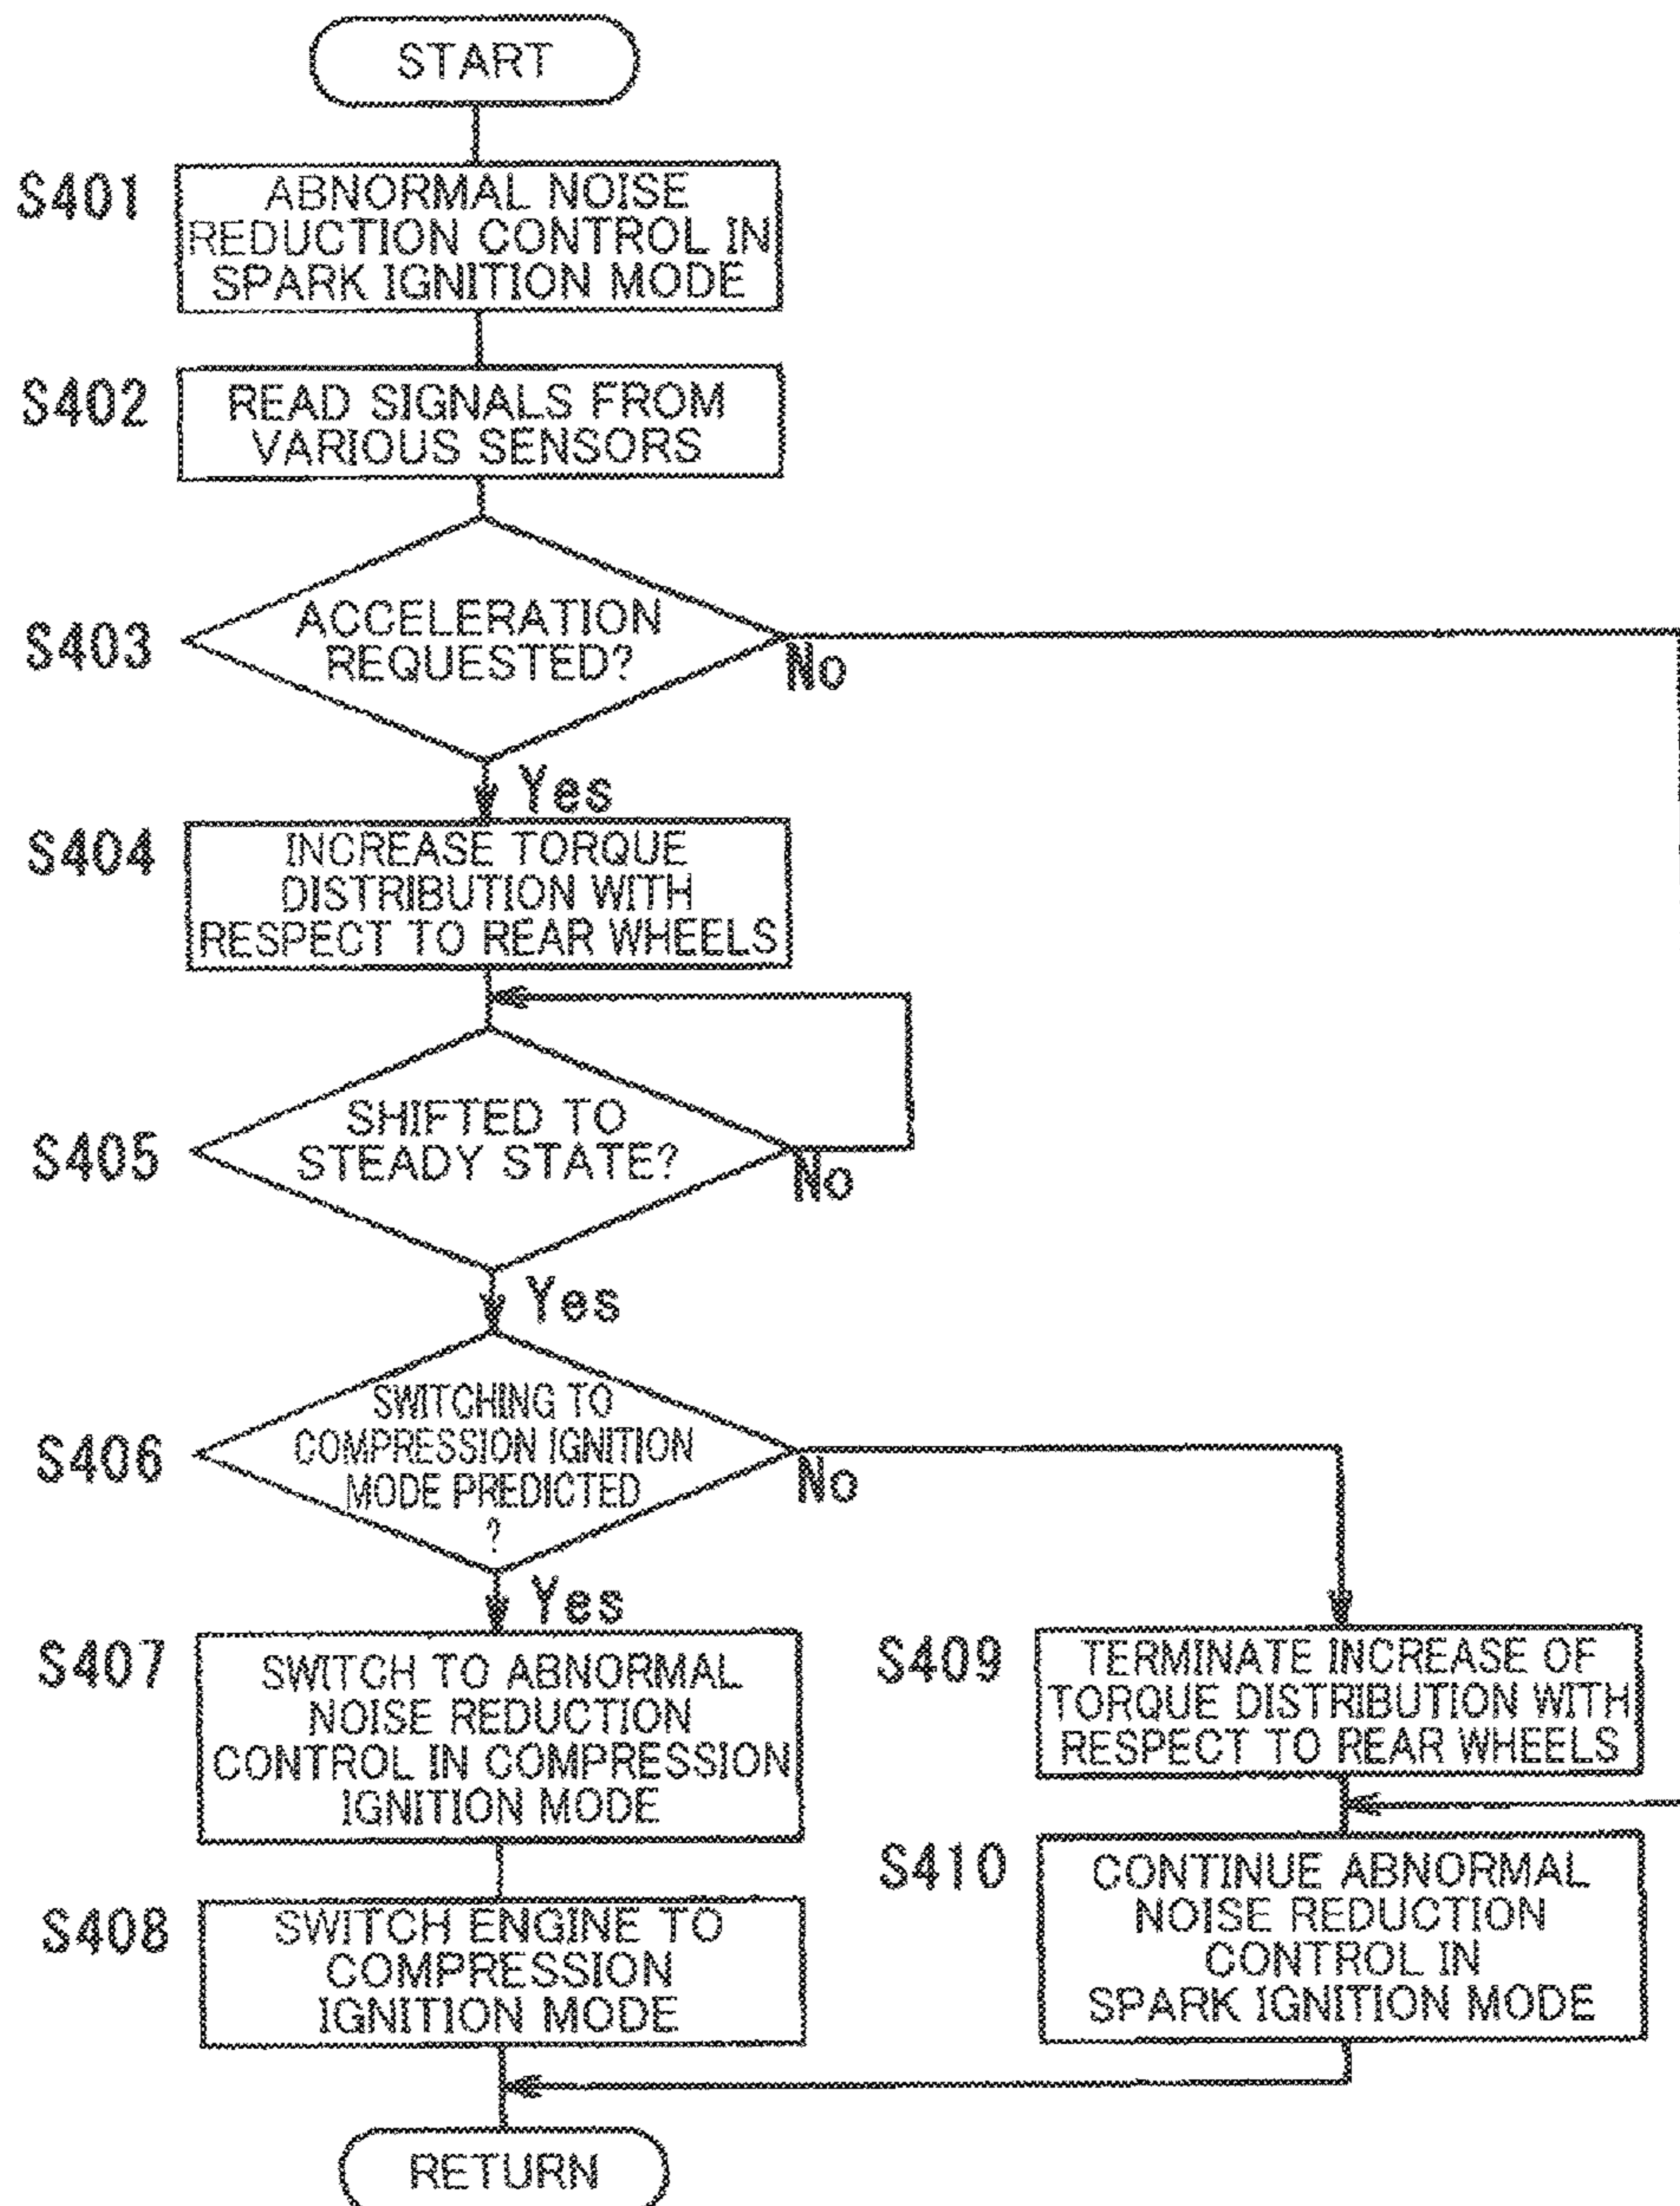 START
S401
ABNORMAL NOISE
REDUCTION CONTROL IN
SPARK IGNITION MODE
S402
READ SIGNALS FROM
VARIOUS SENSORS
S403
ACCELERATION
REQUESTED?
No
Yes
S404
INCREASE TORQUE
DISTRIBUTION WITH
RESPECT TO REAR WHEELS
S405
SHIFTED TO
STEADY STATE?
No
Yes
S406
SWITCHING TO
COMPRESSION IGNITION
MODE PREDICTED
?
No
Yes
S407
SWITCH TO ABNORMAL
NOISE REDUCTION
CONTROL IN COMPRESSION
IGNITION MODE
S409
TERMINATE INCREASE OF
TORQUE DISTRIBUTION WITH
RESPECT TO REAR WHEELS
S408
SWITCH ENGINE TO
COMPRESSION
IGNITION MODE
S410
CONTINUE ABNORMAL
NOISE REDUCTION
CONTROL IN
SPARK IGNITION MODE
RETURN